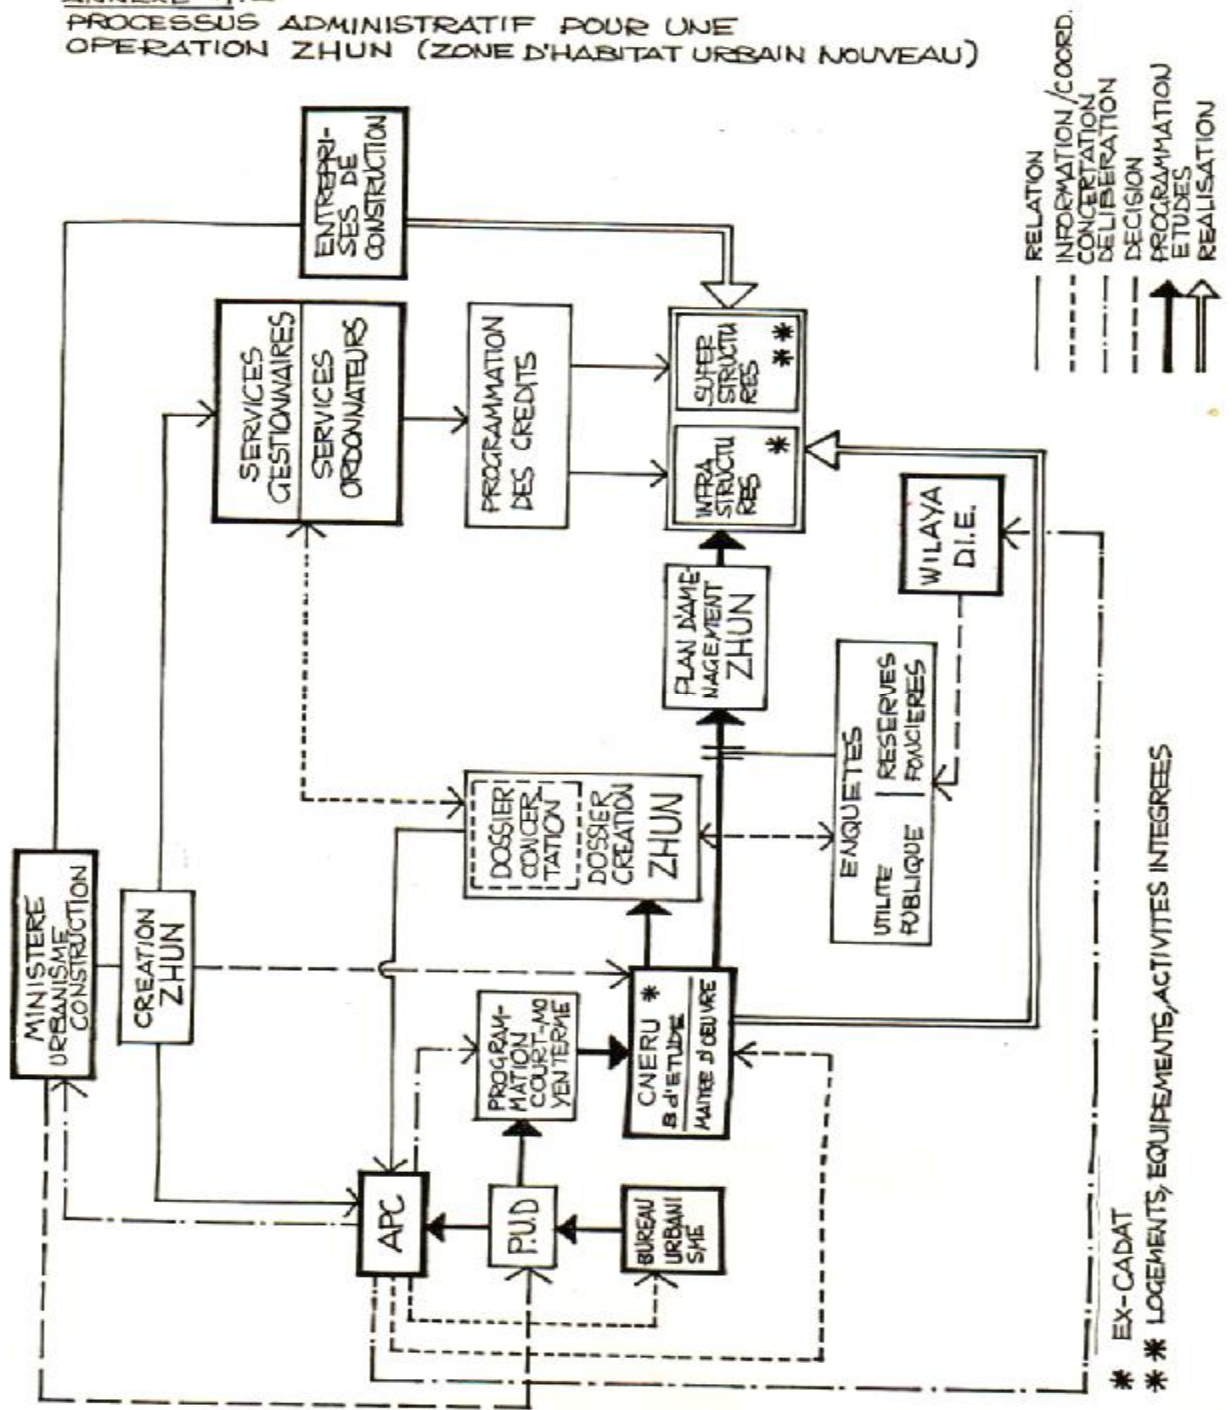 PROCESSUS ADMINISTRATIF POUR UNE
OPERATION ZHUN (ZONE D'HABITAT URBAIN NOUVEAU)
MINISTERE
URBANISME
CONSTRUCTION
CREATION
ZHUN
ENTREPRI-
SES DE
CONSTRUCTION
SERVICES
GESTIONNAIRES
SERVICES
ORDONNATEURS
PROGRAMMATION
DES CREDITS
INFRA
STRUCTU
RES *
SUPER
STRUCTU
RES **
DOSSIER
CONCER-
TATION
DOSSIER
CREATION
ZHUN
PLAN D'AME-
NAGEMENT
ZHUN
WILAYA
D.I.E.
ENQUETES
UTILITE
PUBLIQUE
RESERVES
FONCIERES
APC
PROGRAM-
MATION
COURT-MO
YEN TERME
P.U.D
BUREAU
URBANI
SME
CNERU *
B d'ETUDE
MAITRE d'OEUVRE
RELATION
INFORMATION/COORD.
CONCERTATION
DELIBERATION
DECISION
PROGRAMMATION
ETUDES
REALISATION
* EX-CADAT
** LOGEMENTS, EQUIPEMENTS, ACTIVITES INTEGREES